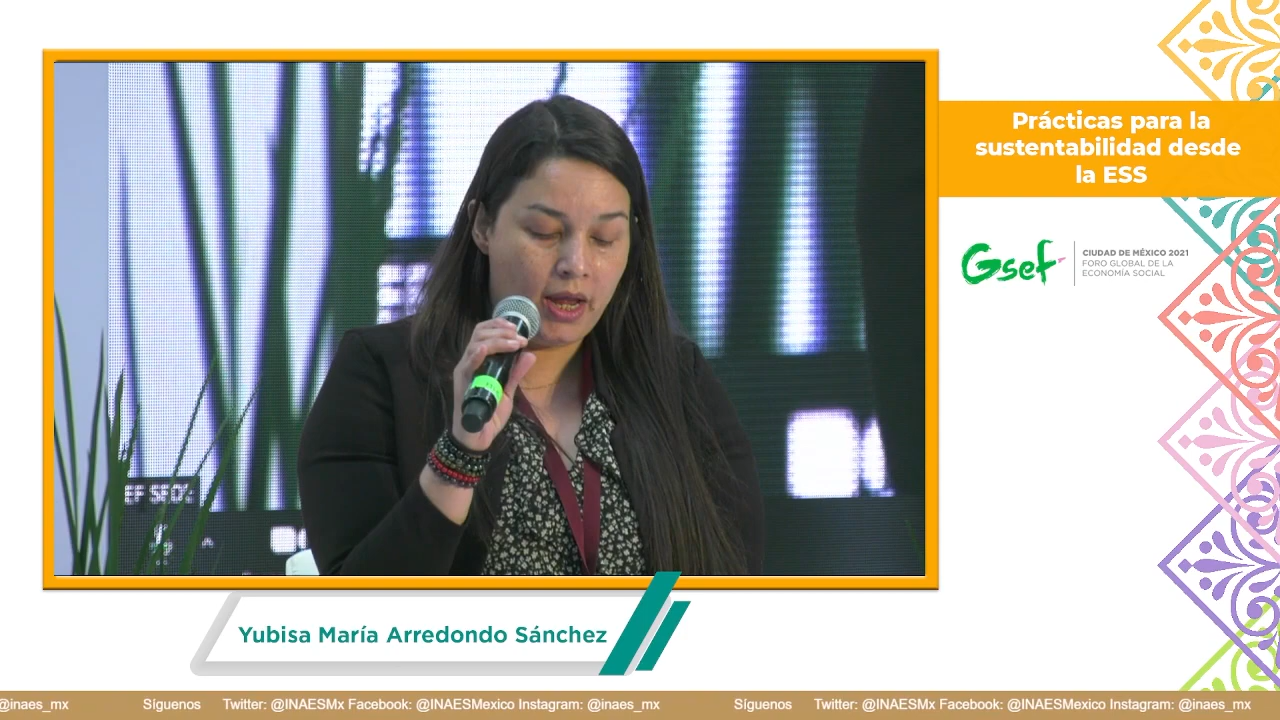 Prácticas para la
sustentabilidad desde
la ESS
Gsef
CIUDAD DE MÉXICO 2021
FORO GLOBAL DE LA
ECONOMÍA SOCIAL
Yubisa María Arredondo Sánchez
@inaes_mx Síguenos Twitter: @INAESMx Facebook: @INAESMexico Instagram: @inaes_mx Síguenos Twitter: @INAESMx Facebook: @INAESMexico Instagram: @inaes_mx